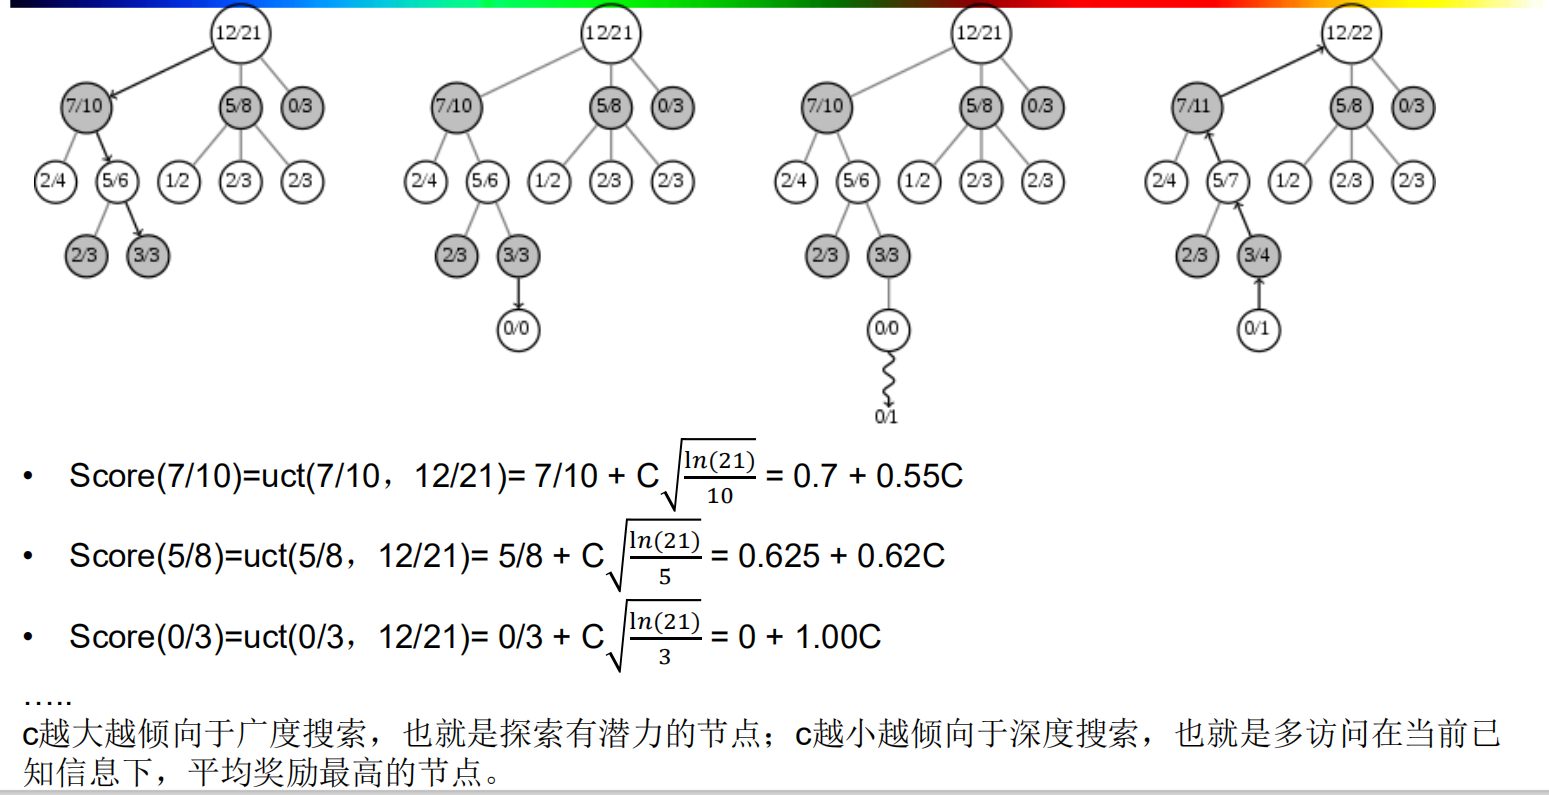 12/21 12/21 12/21 12/22
7/10 5/8 0/3 7/10 5/8 0/3 7/10 5/8 0/3 7/11 5/8 0/3
2/4 5/6 1/2 2/3 2/3 2/4 5/6 1/2 2/3 2/3 2/4 5/6 1/2 2/3 2/3 2/4 5/7 1/2 2/3 2/3
2/3 3/3 2/3 3/3 2/3 3/3 2/3 3/4
0/0 0/0 0/1
0/1
• Score(7/10)=uct(7/10，12/21)= 7/10 + C√(ln(21)/10) = 0.7 + 0.55C
• Score(5/8)=uct(5/8，12/21)= 5/8 + C√(ln(21)/5) = 0.625 + 0.62C
• Score(0/3)=uct(0/3，12/21)= 0/3 + C√(ln(21)/3) = 0 + 1.00C
…..
c越大越倾向于广度搜索，也就是探索有潜力的节点；c越小越倾向于深度搜索，也就是多访问在当前已
知信息下，平均奖励最高的节点。